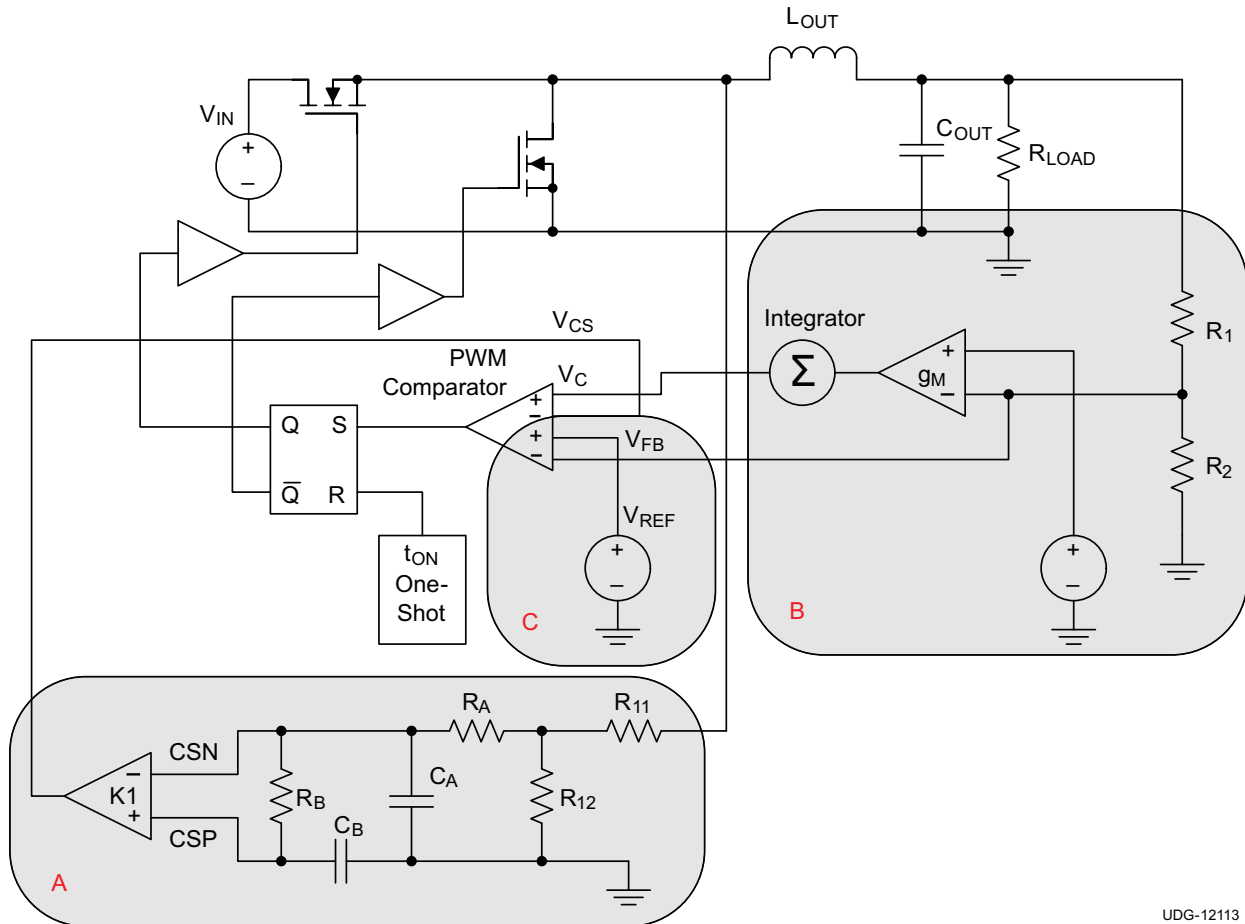 LOUT
VIN
+
−
COUT
RLOAD
VCS
PWM
Comparator
VC
Integrator
Σ
gM
+
−
R1
R2
Q S
Q̅ R
+
−
+
−
VFB
VREF
+
−
+
−
tON
One-
Shot
C
B
RA
R11
CSN
−
K1
+
CSP
RB
CB
CA
R12
A
UDG-12113